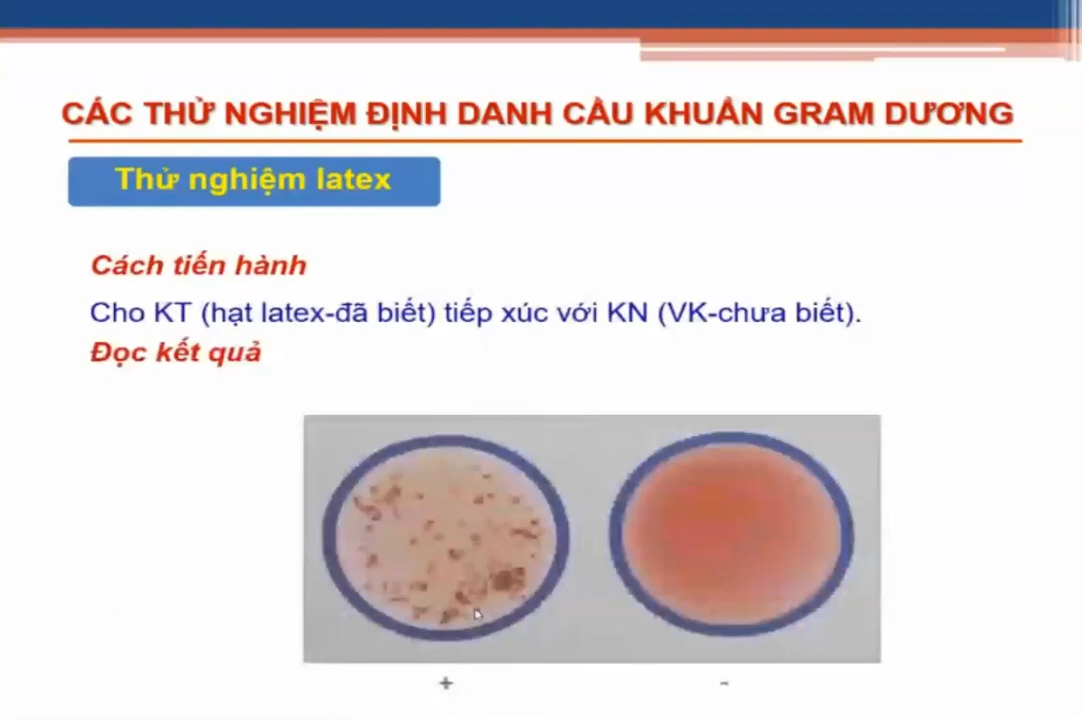 CÁC THỬ NGHIỆM ĐỊNH DANH CẦU KHUẨN GRAM DƯƠNG
Thử nghiệm latex
Cách tiến hành
Cho KT (hạt latex-đã biết) tiếp xúc với KN (VK-chưa biết).
Đọc kết quả
+ -